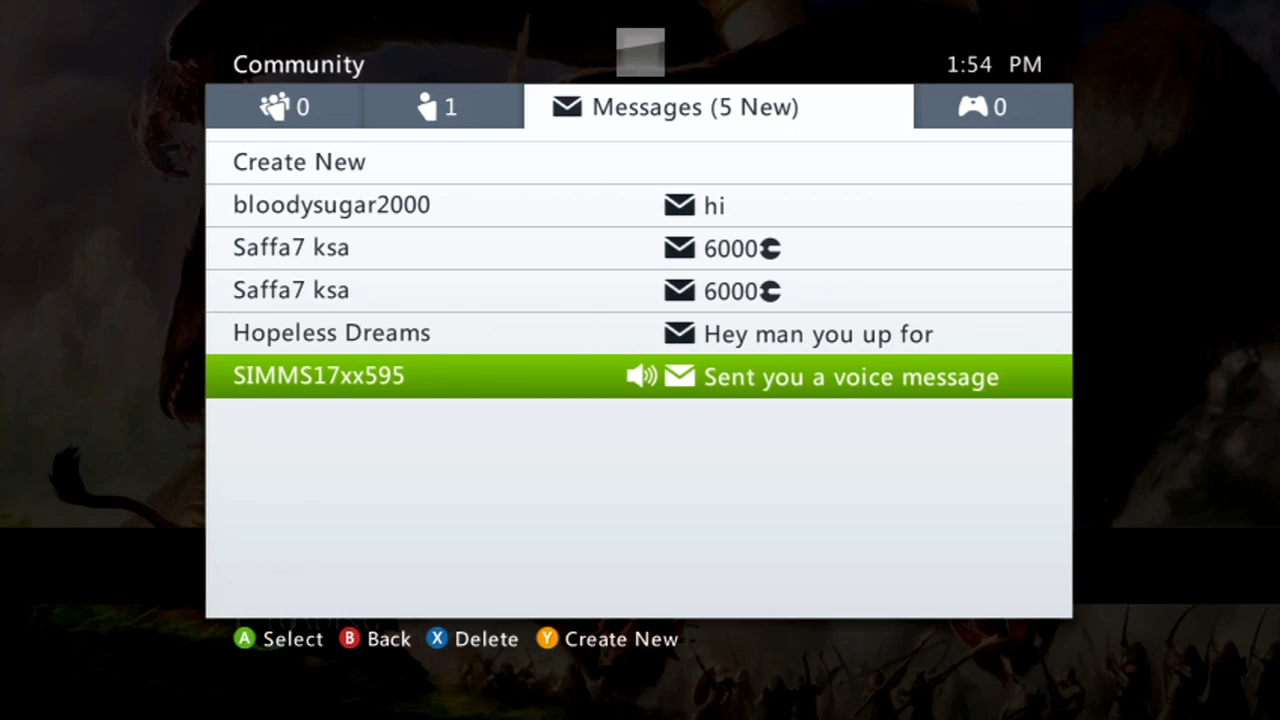 Community 1:54 PM
0 1 Messages (5 New) 0
Create New
bloodysugar2000 hi
Saffa7 ksa 6000
Saffa7 ksa 6000
Hopeless Dreams Hey man you up for
SIMMS17xx595 Sent you a voice message
A Select B Back X Delete Y Create New